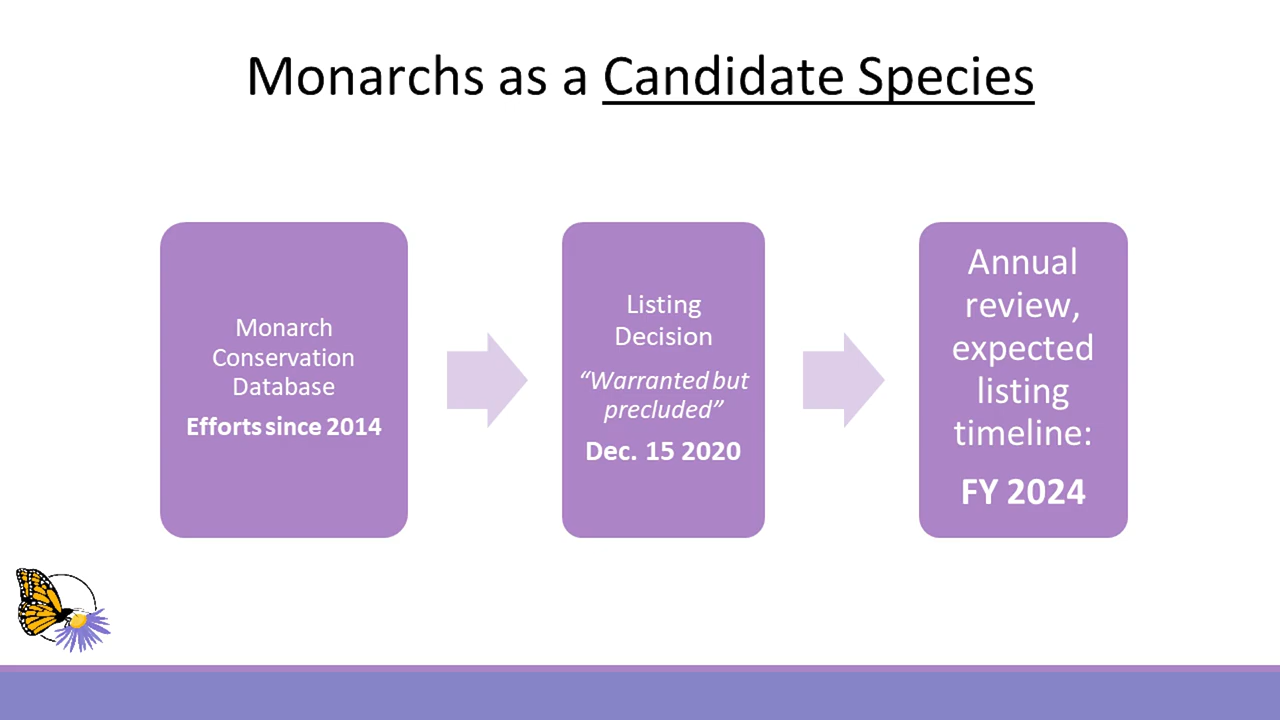 Monarchs as a Candidate Species
Monarch
Conservation
Database
Efforts since 2014
Listing
Decision
“Warranted but
precluded”
Dec. 15 2020
Annual
review,
expected
listing
timeline:
FY 2024